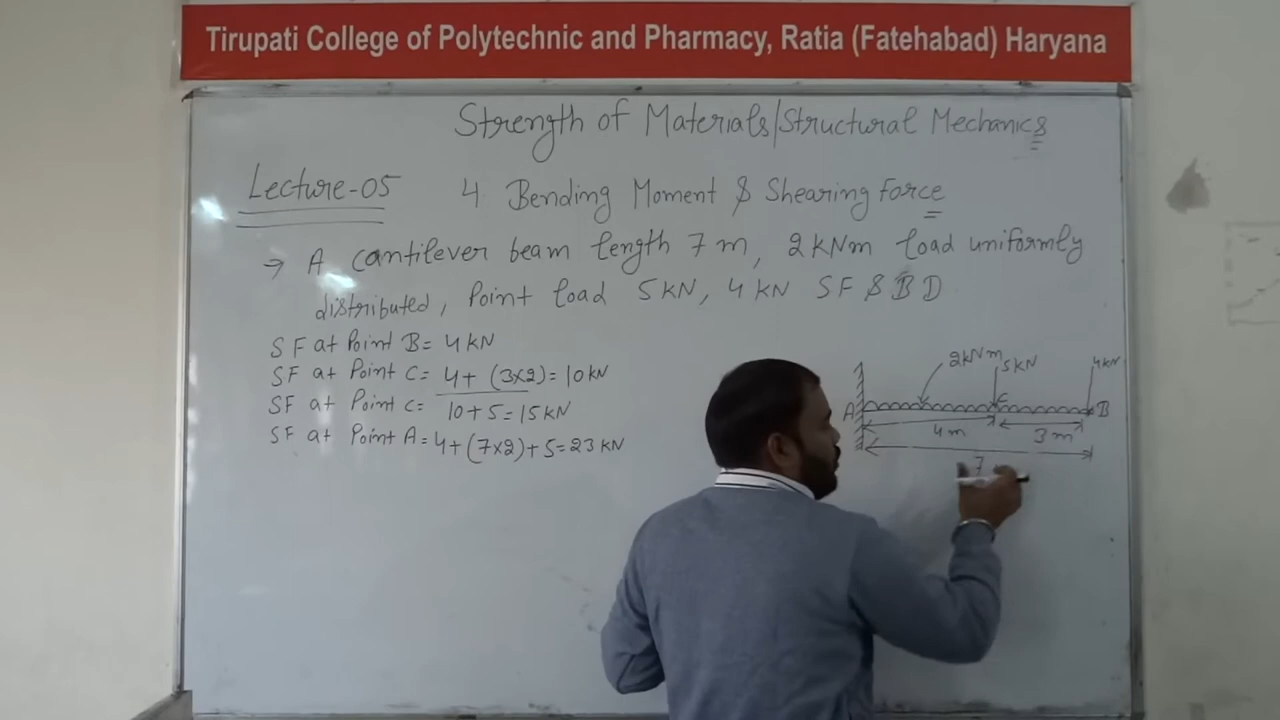 Tirupati College of Polytechnic and Pharmacy, Ratia (Fatehabad) Haryana
Strength of Materials/Structural Mechanics
Lecture-05 4. Bending Moment & Shearing Force
→ A cantilever beam length 7 m, 2 KNm load uniformly
distributed, Point load 5 KN, 4 KN SF & BD
SF at Point B = 4 KN
SF at Point C = 4 + (3×2) = 10 KN
SF at Point C = 10 + 5 = 15 KN
SF at Point A = 4 + (7×2) + 5 = 23 KN
2kNm 5KN 4KN
A C B
4 m 3 m
7